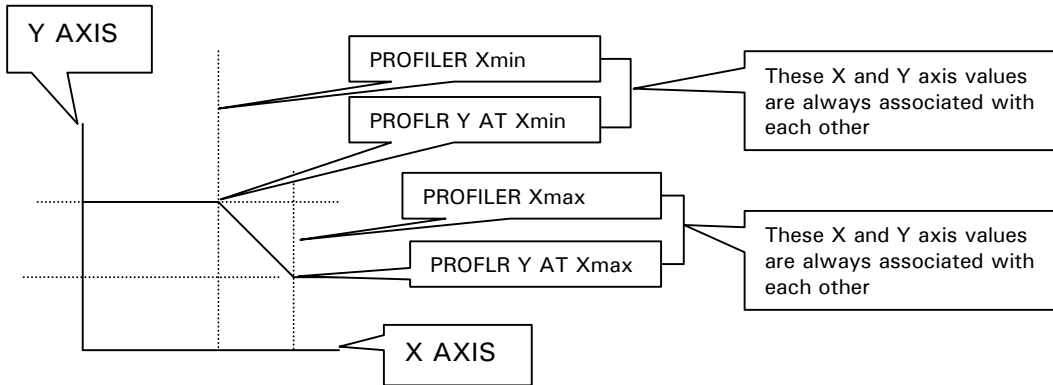 Y AXIS
PROFILER Xmin
PROFLR Y AT Xmin
These X and Y axis values
are always associated with
each other
PROFILER Xmax
PROFLR Y AT Xmax
These X and Y axis values
are always associated with
each other
X AXIS